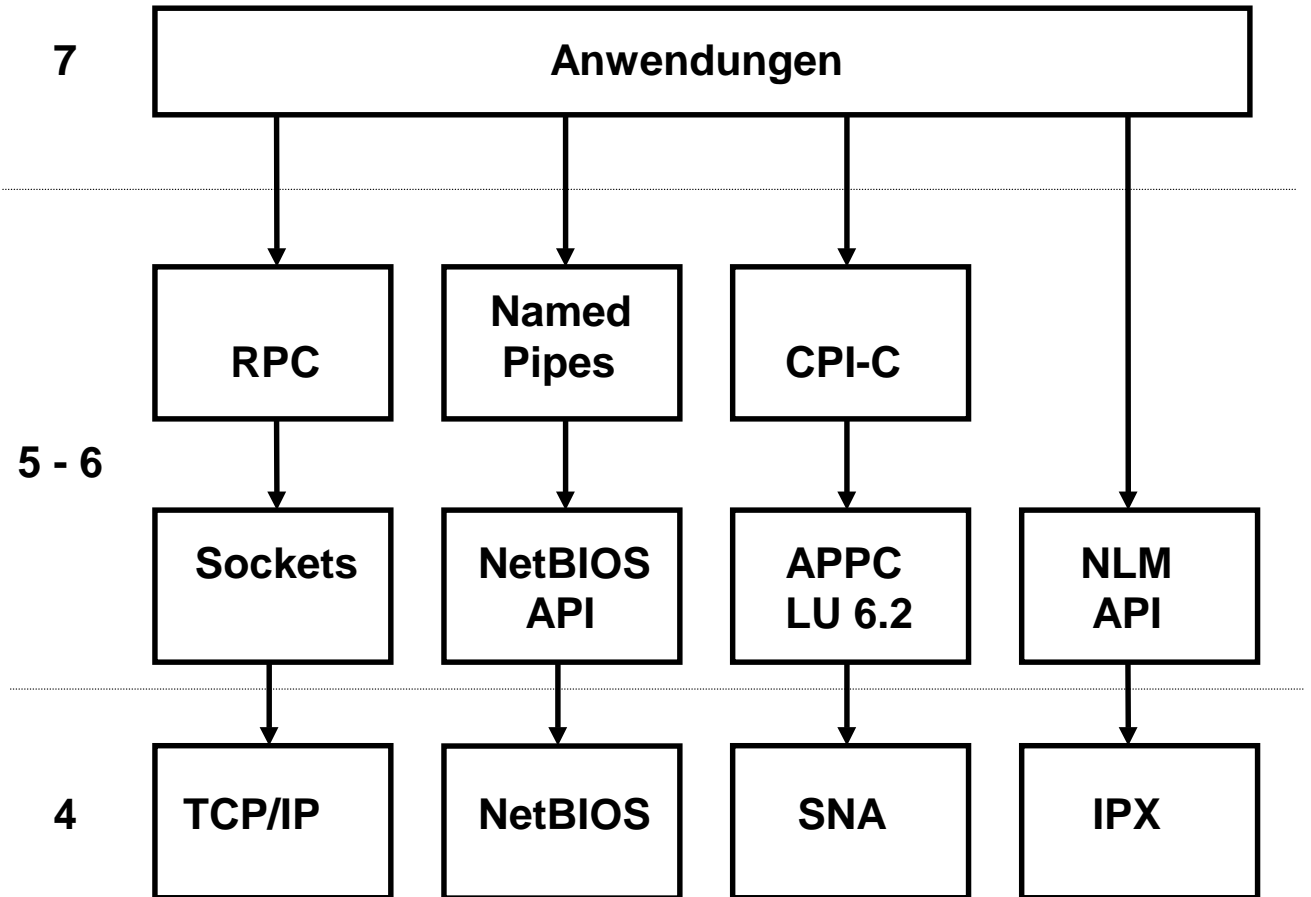 7
Anwendungen
RPC
Named
Pipes
CPI-C
5 - 6
Sockets
NetBIOS
API
APPC
LU 6.2
NLM
API
4
TCP/IP
NetBIOS
SNA
IPX